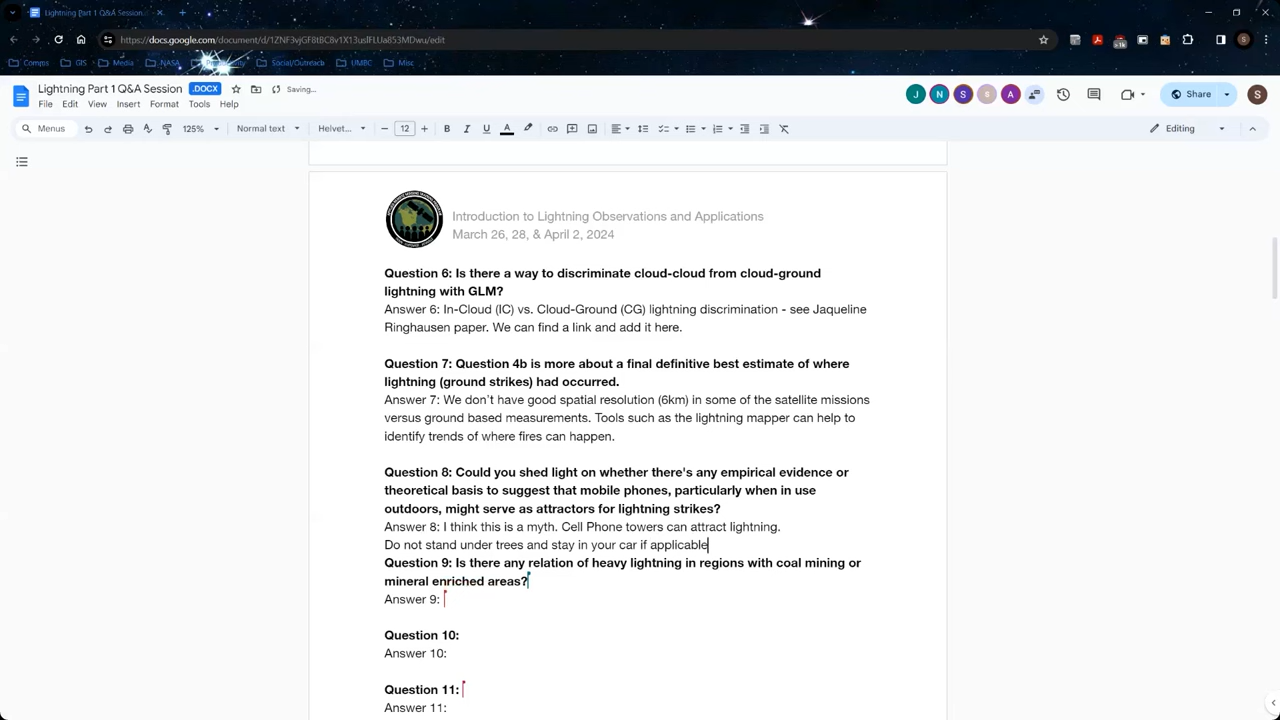 Lightning Part 1 Q&A Session
https://docs.google.com/document/d/1ZNF3vjGF8tBC8v1X13uslFLUa853MDwu/edit
Comps GIS Media NASA Social/Outreach UMBC Misc
Lightning Part 1 Q&A Session .DOCX Saving...
File Edit View Insert Format Tools Help
J N S S A Share S
Menus 125% Normal text Helvet... 12 Editing
Introduction to Lightning Observations and Applications
March 26, 28, & April 2, 2024
Question 6: Is there a way to discriminate cloud-cloud from cloud-ground
lightning with GLM?
Answer 6: In-Cloud (IC) vs. Cloud-Ground (CG) lightning discrimination - see Jaqueline
Ringhausen paper. We can find a link and add it here.
Question 7: Question 4b is more about a final definitive best estimate of where
lightning (ground strikes) had occurred.
Answer 7: We don't have good spatial resolution (6km) in some of the satellite missions
versus ground based measurements. Tools such as the lightning mapper can help to
identify trends of where fires can happen.
Question 8: Could you shed light on whether there's any empirical evidence or
theoretical basis to suggest that mobile phones, particularly when in use
outdoors, might serve as attractors for lightning strikes?
Answer 8: I think this is a myth. Cell Phone towers can attract lightning.
Do not stand under trees and stay in your car if applicable
Question 9: Is there any relation of heavy lightning in regions with coal mining or
mineral enriched areas?
Answer 9:
Question 10:
Answer 10:
Question 11:
Answer 11: